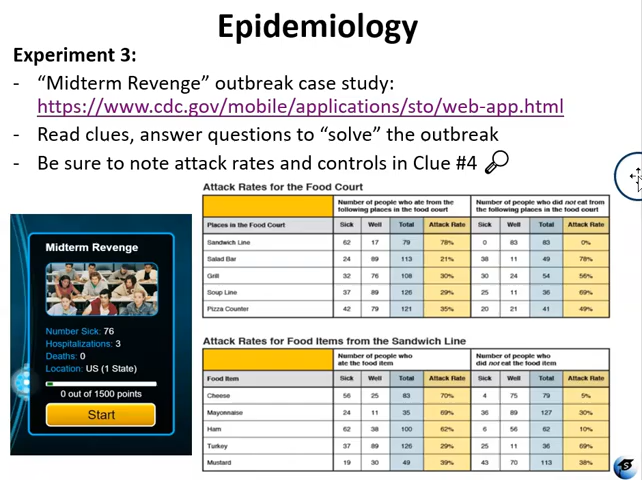 Epidemiology
Experiment 3:
- “Midterm Revenge” outbreak case study:
https://www.cdc.gov/mobile/applications/sto/web-app.html
- Read clues, answer questions to “solve” the outbreak
- Be sure to note attack rates and controls in Clue #4
Midterm Revenge
Number Sick: 76
Hospitalizations: 3
Deaths: 0
Location: US (1 State)
0 out of 1500 points
Start
Attack Rates for the Food Court
Number of people who ate from the following places in the food court Number of people who did not eat from the following places in the food court
Places in the Food Court Sick Well Total Attack Rate Sick Well Total Attack Rate
Sandwich Line 62 17 79 78% 0 83 83 0%
Salad Bar 24 89 113 21% 38 11 49 78%
Grill 32 76 108 30% 30 24 54 56%
Soup Line 37 89 126 29% 25 11 36 69%
Pizza Counter 42 79 121 35% 20 21 41 49%
Attack Rates for Food Items from the Sandwich Line
Number of people who ate the food item Number of people who did not eat the food item
Food Item Sick Well Total Attack Rate Sick Well Total Attack Rate
Cheese 56 25 83 70% 4 75 79 5%
Mayonnaise 24 11 35 69% 36 89 127 30%
Ham 62 38 100 62% 6 56 62 10%
Turkey 37 89 126 29% 25 11 36 69%
Mustard 19 30 49 39% 43 70 113 38%
S